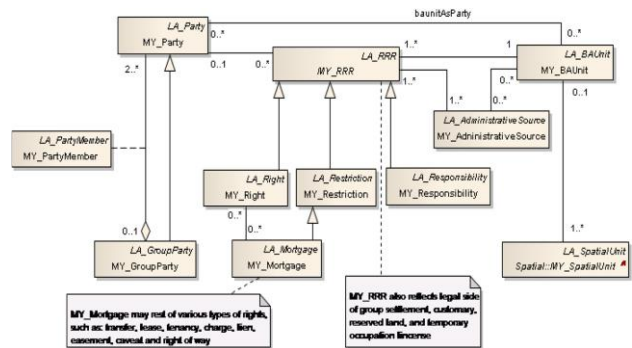 baunitAsParty
LA_Party
MY_Party
0..*
0..*
2..*
0..1
0..*
LA_RRR
MY_RRR
1..*
1
LA_BAUnit
MY_BAUnit
1..*
0..*
0..1
1..*
0..*
LA_AdministrativeSource
MY_AdninistrativeSource
LA_PartyMember
MY_PartyMember
LA_Right
MY_Right
LA_Restriction
MY_Restriction
LA_Responsibility
MY_Responsibility
0..*
0..1
0..*
1..*
LA_GroupParty
MY_GroupParty
LA_Mortgage
MY_Mortgage
LA_SpatialUnit
Spatial::MY_SpatialUnit
MY_Mortgage may rest of various types of rights,
such as: transfer, lease, tenancy, charge, lien,
easement, caveat and right of way
MY_RRR also reflects legal side
of group settlement, customary,
reserved land, and temporary
occupation lincense